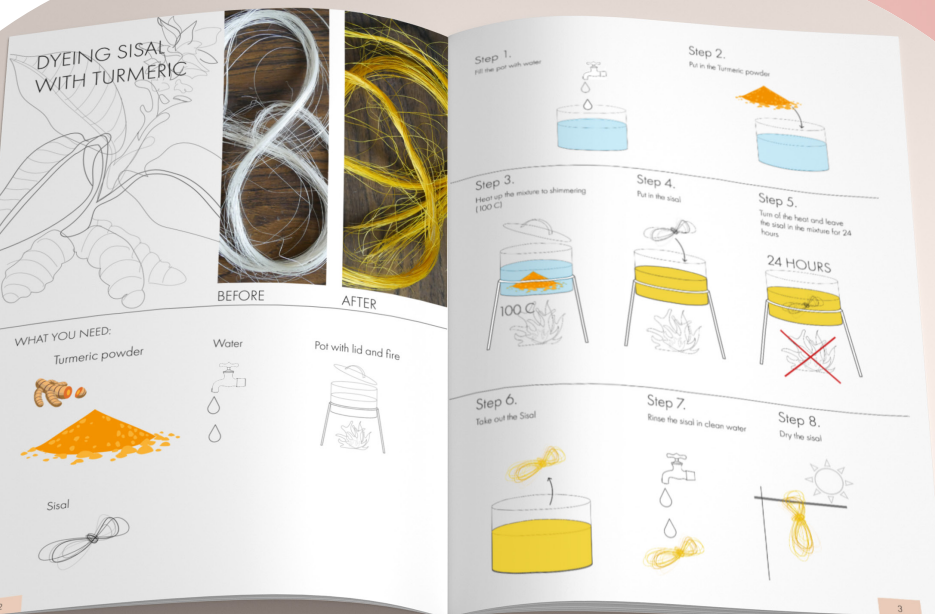 DYEING SISAL
WITH TURMERIC
BEFORE
AFTER
WHAT YOU NEED:
Turmeric powder
Water
Pot with lid and fire
Sisal
2
Step 1.
Fill the pot with water
Step 2.
Put in the Turmeric powder
Step 3.
Heat up the mixture to shimmering
(100 C)
100 C
Step 4.
Put in the sisal
Step 5.
Turn of the heat and leave
the sisal in the mixture for 24
hours
24 HOURS
Step 6.
Take out the Sisal
Step 7.
Rinse the sisal in clean water
Step 8.
Dry the sisal
3